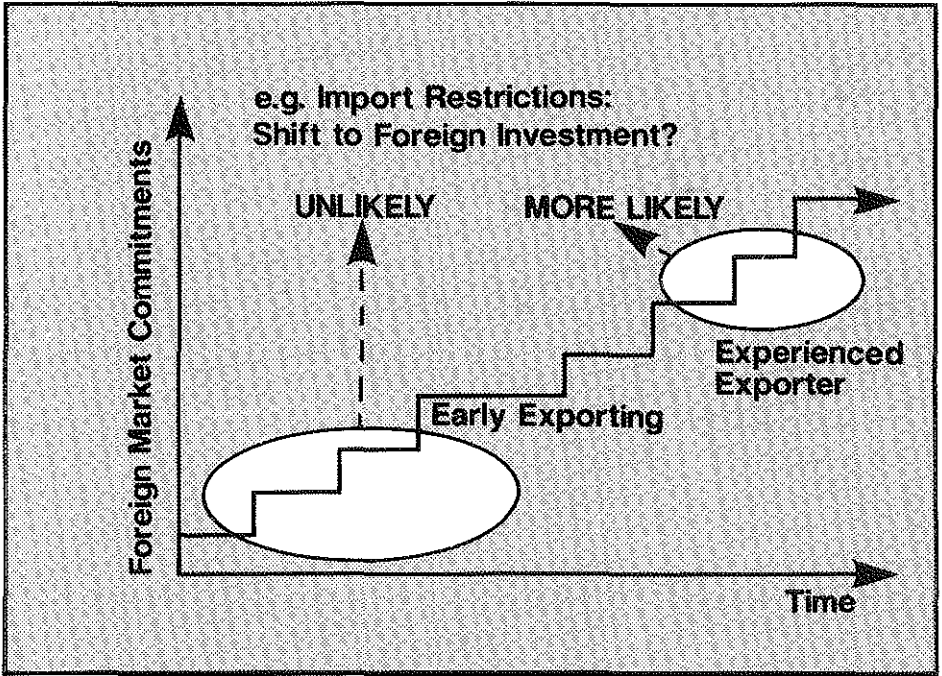 e.g. Import Restrictions:
Shift to Foreign Investment?
UNLIKELY
MORE LIKELY
Foreign Market Commitments
Experienced
Exporter
Early Exporting
Time